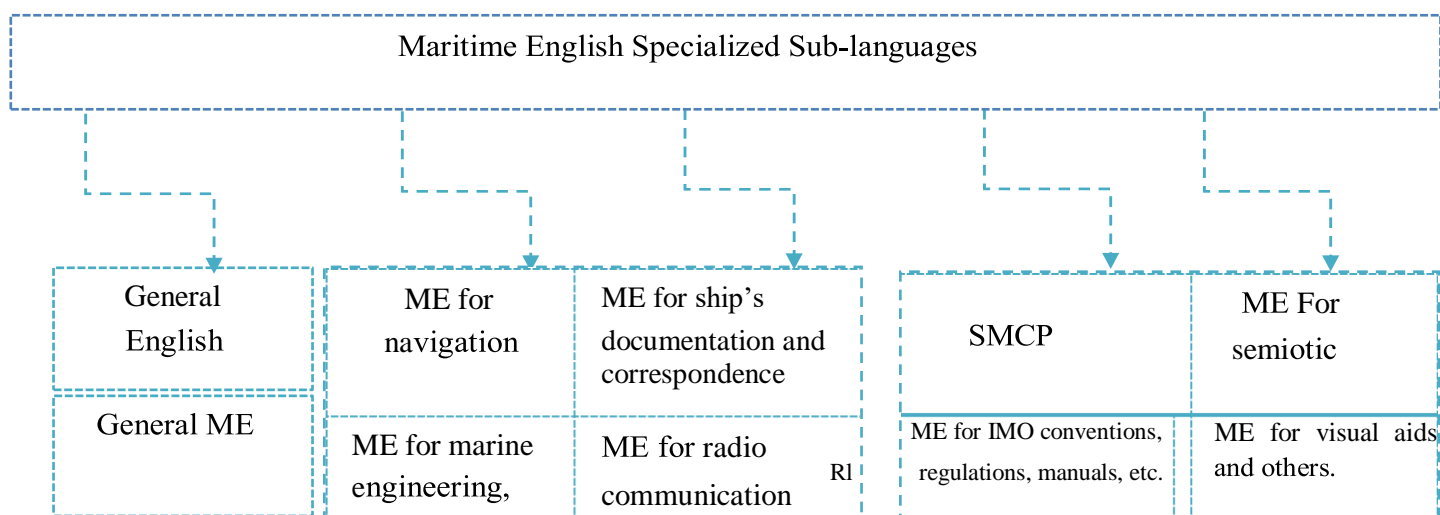 Maritime English Specialized Sub-languages
General
English
General ME
ME for
navigation
ME for marine
engineering,
ME for ship’s
documentation and
correspondence
ME for radio
communication
Rl
SMCP
ME for IMO conventions,
regulations, manuals, etc.
ME For
semiotic
ME for visual aids
and others.